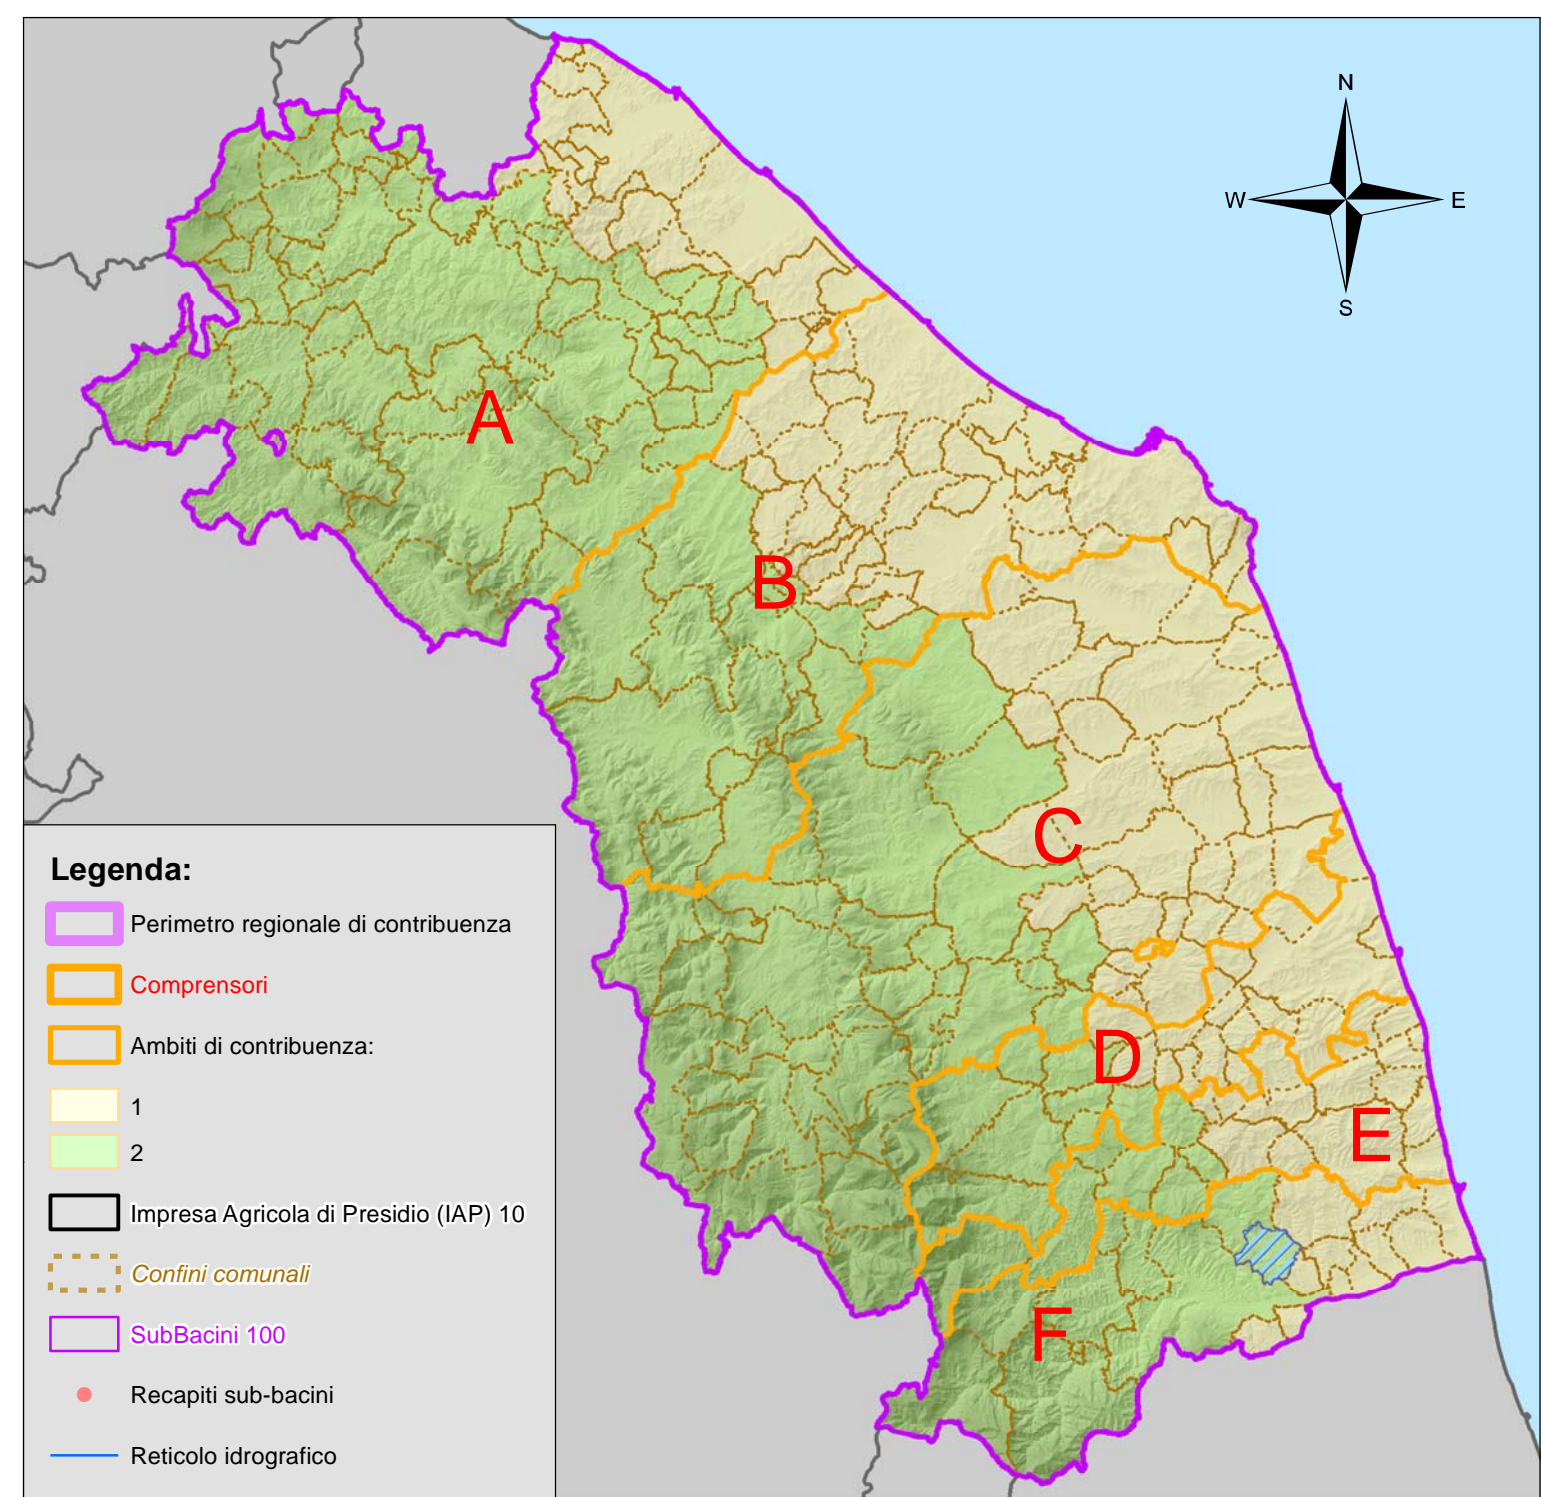 N
W
E
S
A
B
C
D
E
F
Legenda:
Perimetro regionale di contribuenza
Comprensori
Ambiti di contribuenza:
1
2
Impresa Agricola di Presidio (IAP) 10
Confini comunali
SubBacini 100
Recapiti sub-bacini
Reticolo idrografico